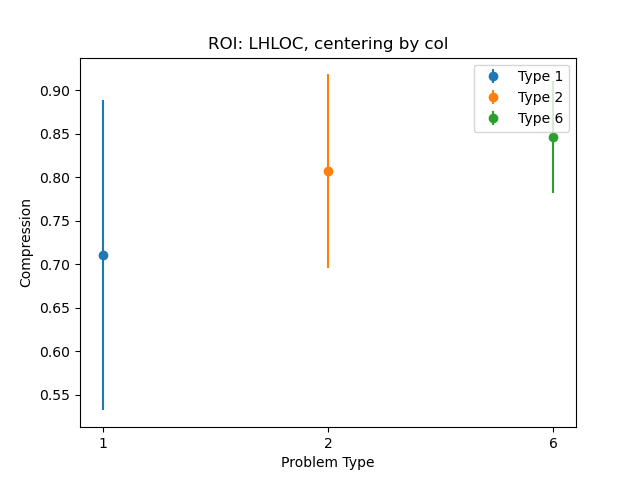 ROI: LHLOC, centering by col
Type 1
Type 2
Type 6
0.90
0.85
0.80
0.75
0.70
0.65
0.60
0.55
Compression
1
2
6
Problem Type